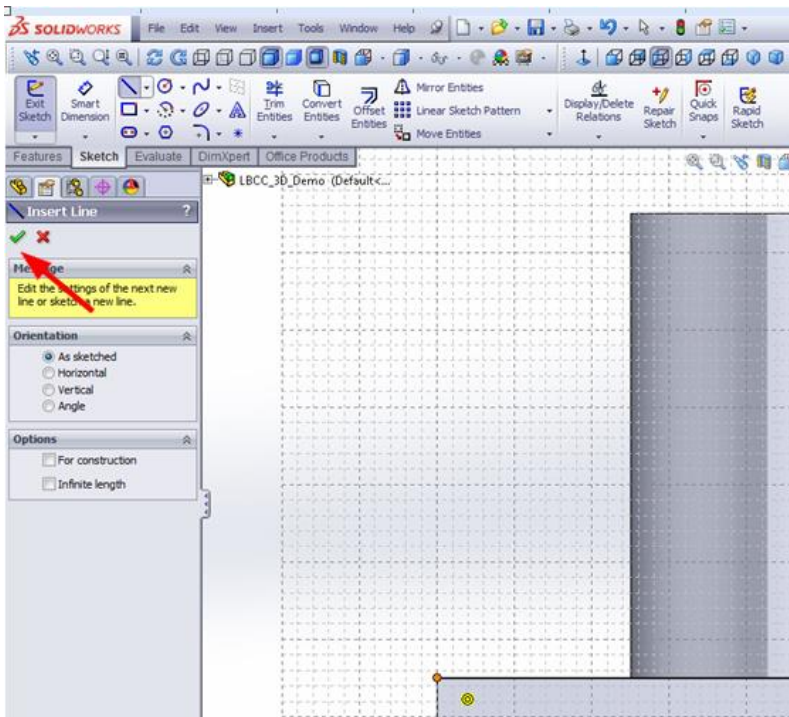 SOLIDWORKS File Edit View Insert Tools Window Help
Exit Sketch
Smart Dimension
Trim Entities
Convert Entities
Offset Entities
Mirror Entities
Linear Sketch Pattern
Move Entities
Display/Delete Relations
Repair Sketch
Quick Snaps
Rapid Sketch
Features Sketch Evaluate DimXpert Office Products
LBCC_3D_Demo (Default<...
Insert Line ?
Message
Edit the settings of the next new
line or sketch a new line.
Orientation
As sketched
Horizontal
Vertical
Angle
Options
For construction
Infinite length